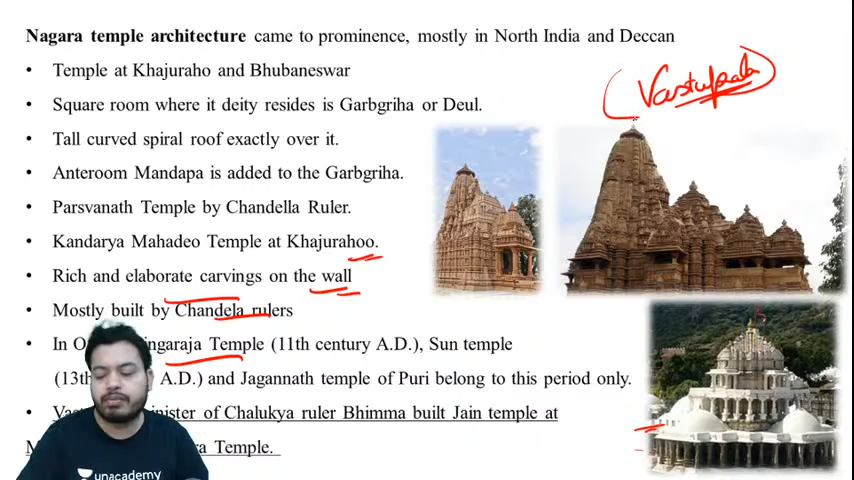 Nagara temple architecture came to prominence, mostly in North India and Deccan
(Vastupala)
• Temple at Khajuraho and Bhubaneswar
• Square room where it deity resides is Garbgriha or Deul.
• Tall curved spiral roof exactly over it.
• Anteroom Mandapa is added to the Garbgriha.
• Parsvanath Temple by Chandella Ruler.
• Kandarya Mahadeo Temple at Khajurahoo.
• Rich and elaborate carvings on the wall
• Mostly built by Chandela rulers
• In Temple (11th century A.D.), Sun temple
(13th A.D.) and Jagannath temple of Puri belong to this period only.
• of Chalukya ruler Bhimma built Jain temple at
Temple.
unacademy